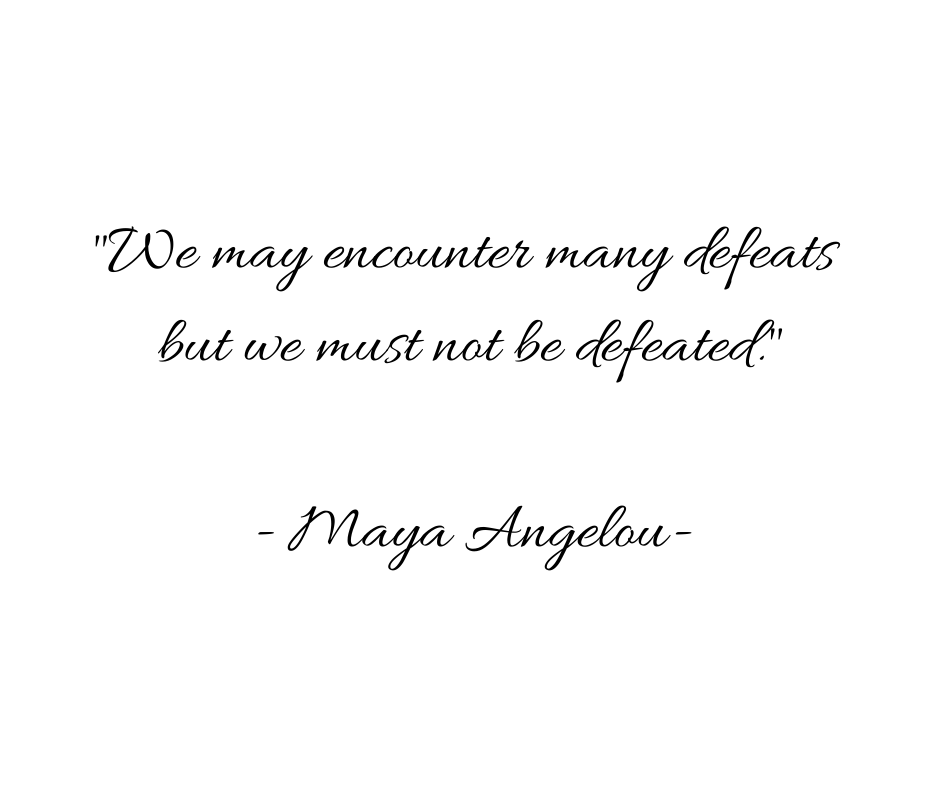 "We may encounter many defeats
but we must not be defeated."
- Maya Angelou-